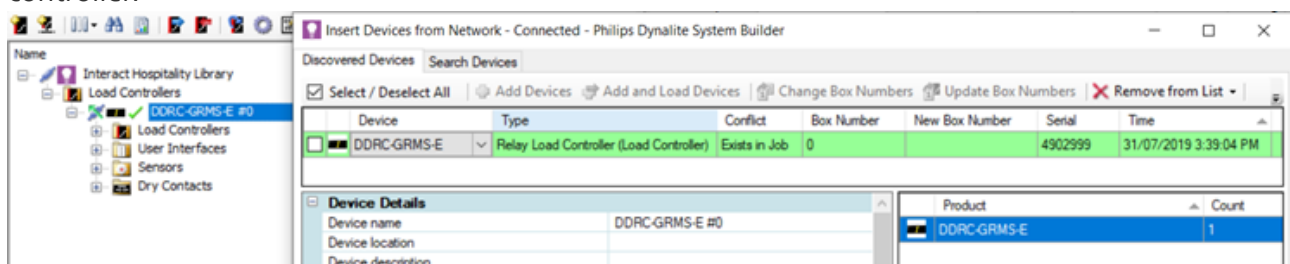 controller.
Insert Devices from Network - Connected - Philips Dynalite System Builder
Name
Interact Hospitality Library
Load Controllers
DDRC-GRMS-E #0
Load Controllers
User Interfaces
Sensors
Dry Contacts
Discovered Devices Search Devices
Select / Deselect All Add Devices Add and Load Devices Change Box Numbers Update Box Numbers Remove from List
Device Type Conflict Box Number New Box Number Serial Time
DDRC-GRMS-E Relay Load Controller (Load Controller) Exists in Job 0 4902999 31/07/2019 3:39:04 PM
Device Details
Device name DDRC-GRMS-E #0
Device location
Device description
Product Count
DDRC-GRMS-E 1